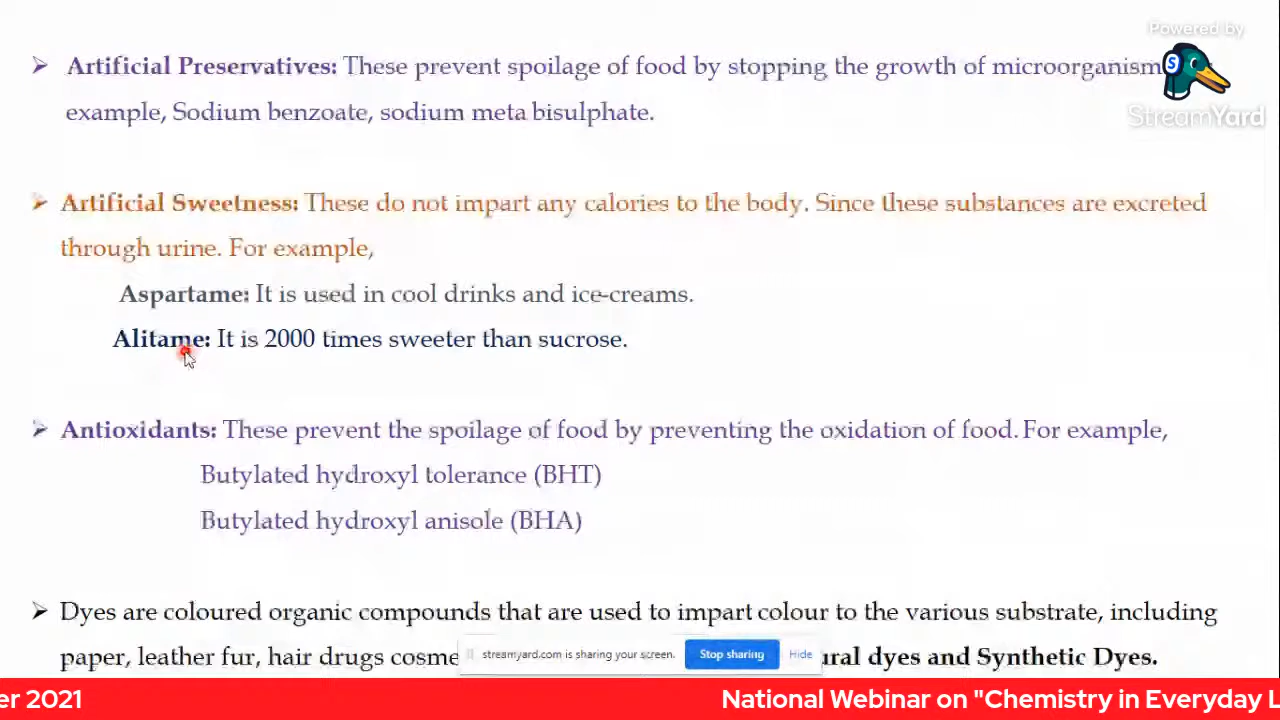 Powered by
StreamYard
➢ Artificial Preservatives: These prevent spoilage of food by stopping the growth of microorganism
example, Sodium benzoate, sodium meta bisulphate.
➢ Artificial Sweetness: These do not impart any calories to the body. Since these substances are excreted
through urine. For example,
Aspartame: It is used in cool drinks and ice-creams.
Alitame: It is 2000 times sweeter than sucrose.
➢ Antioxidants: These prevent the spoilage of food by preventing the oxidation of food. For example,
Butylated hydroxyl tolerance (BHT)
Butylated hydroxyl anisole (BHA)
➢ Dyes are coloured organic compounds that are used to impart colour to the various substrate, including
paper, leather fur, hair drugs cosme ural dyes and Synthetic Dyes.
streamyard.com is sharing your screen. Stop sharing Hide
er 2021 National Webinar on "Chemistry in Everyday L